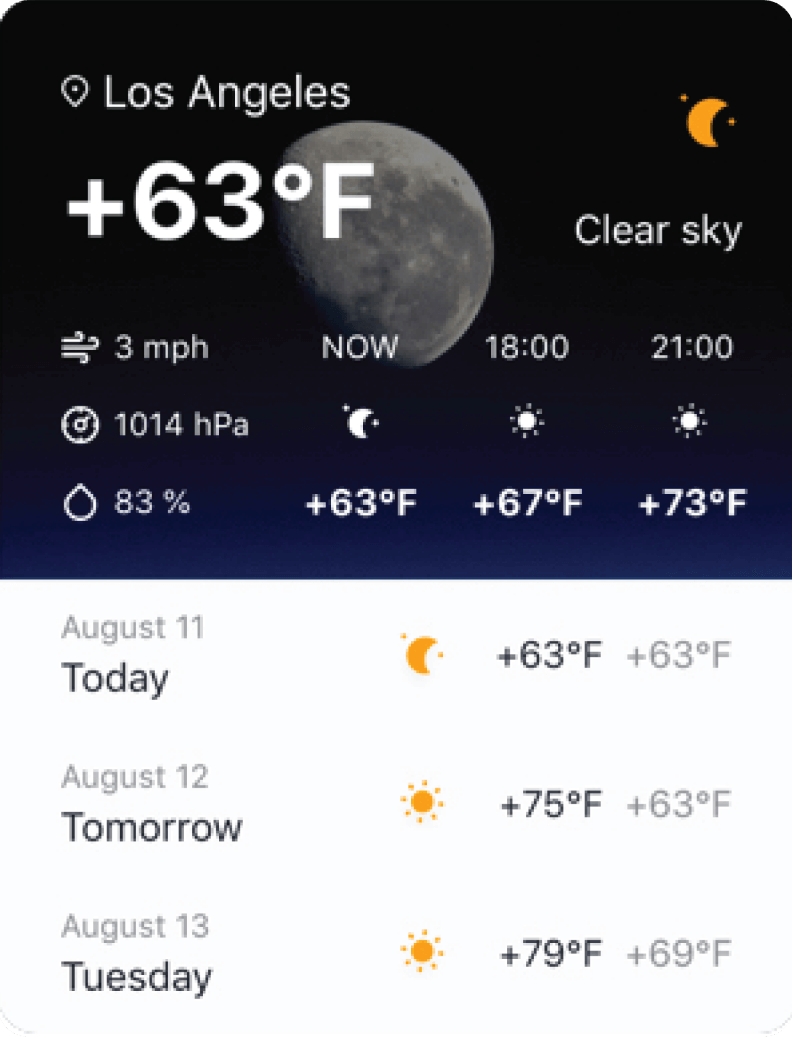 Los Angeles
+63°F
Clear sky
3 mph NOW 18:00 21:00
1014 hPa
83 % +63°F +67°F +73°F
August 11
Today +63°F +63°F
August 12
Tomorrow +75°F +63°F
August 13
Tuesday +79°F +69°F